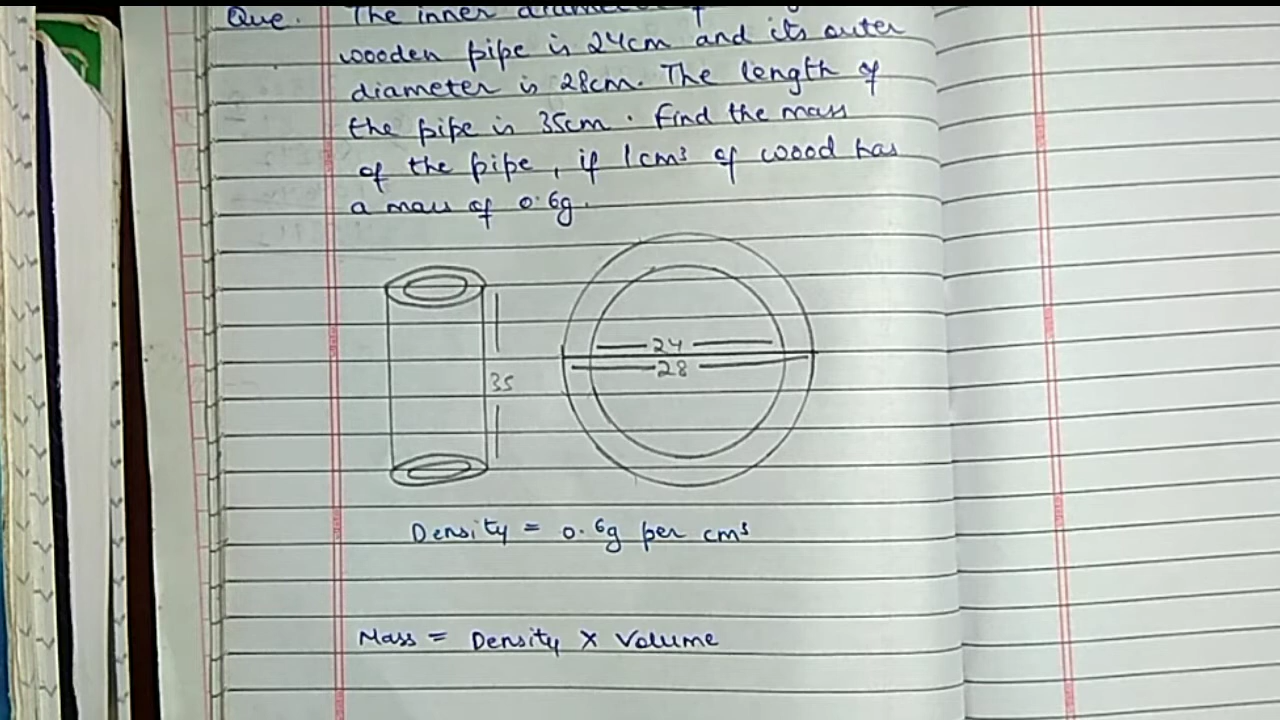 Que. The inner
wooden pipe is 24cm and its outer
diameter is 28cm. The length of
the pipe is 35cm. Find the mass
of the pipe, if 1cm³ of wood has
a mass of 0.6g.
24
28
35
Density = 0.6g per cm³
Mass = Density × Volume